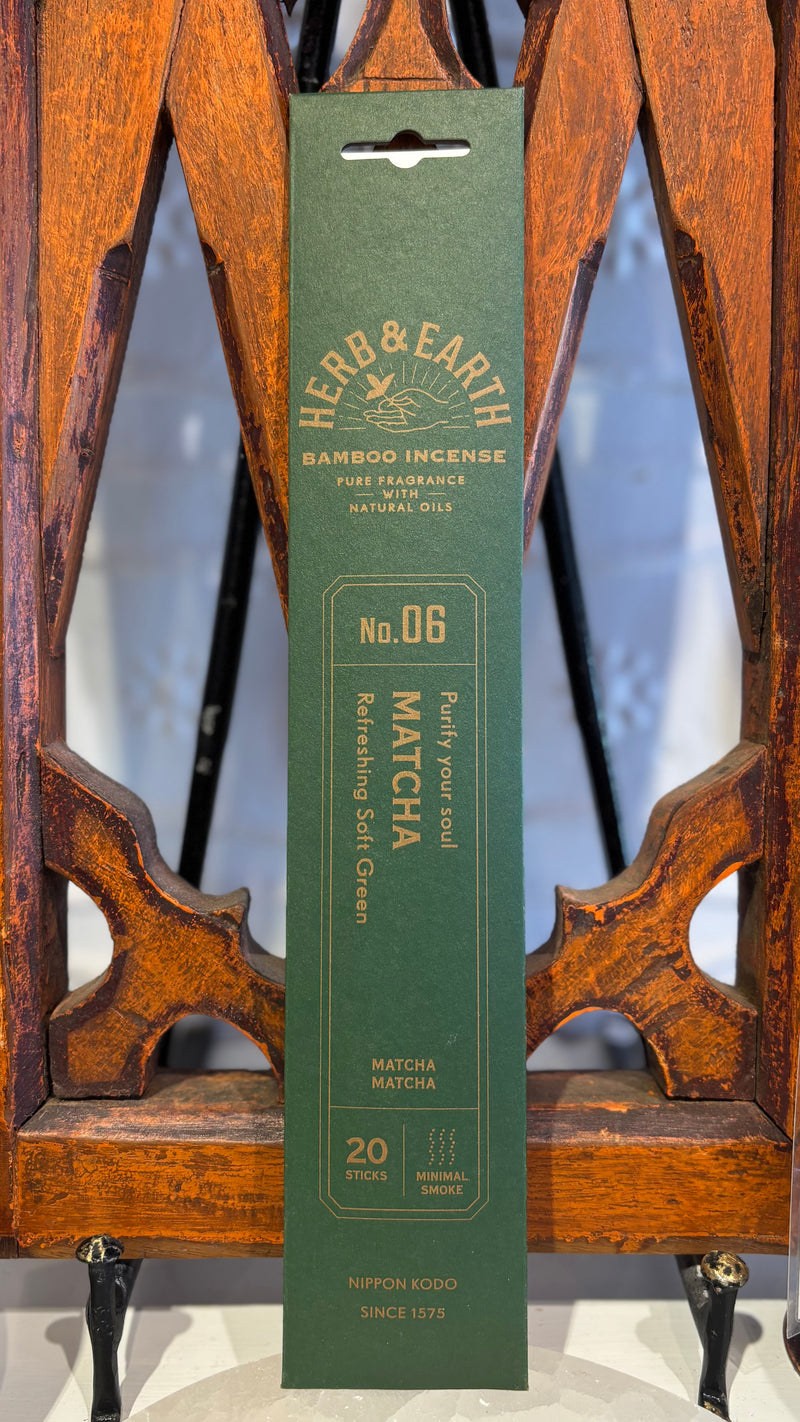 HERB & EARTH
BAMBOO INCENSE
PURE FRAGRANCE
WITH
NATURAL OILS
No.06
Purify your soul
MATCHA
Refreshing Soft Green
MATCHA
MATCHA
20
STICKS
MINIMAL
SMOKE
NIPPON KODO
SINCE 1575